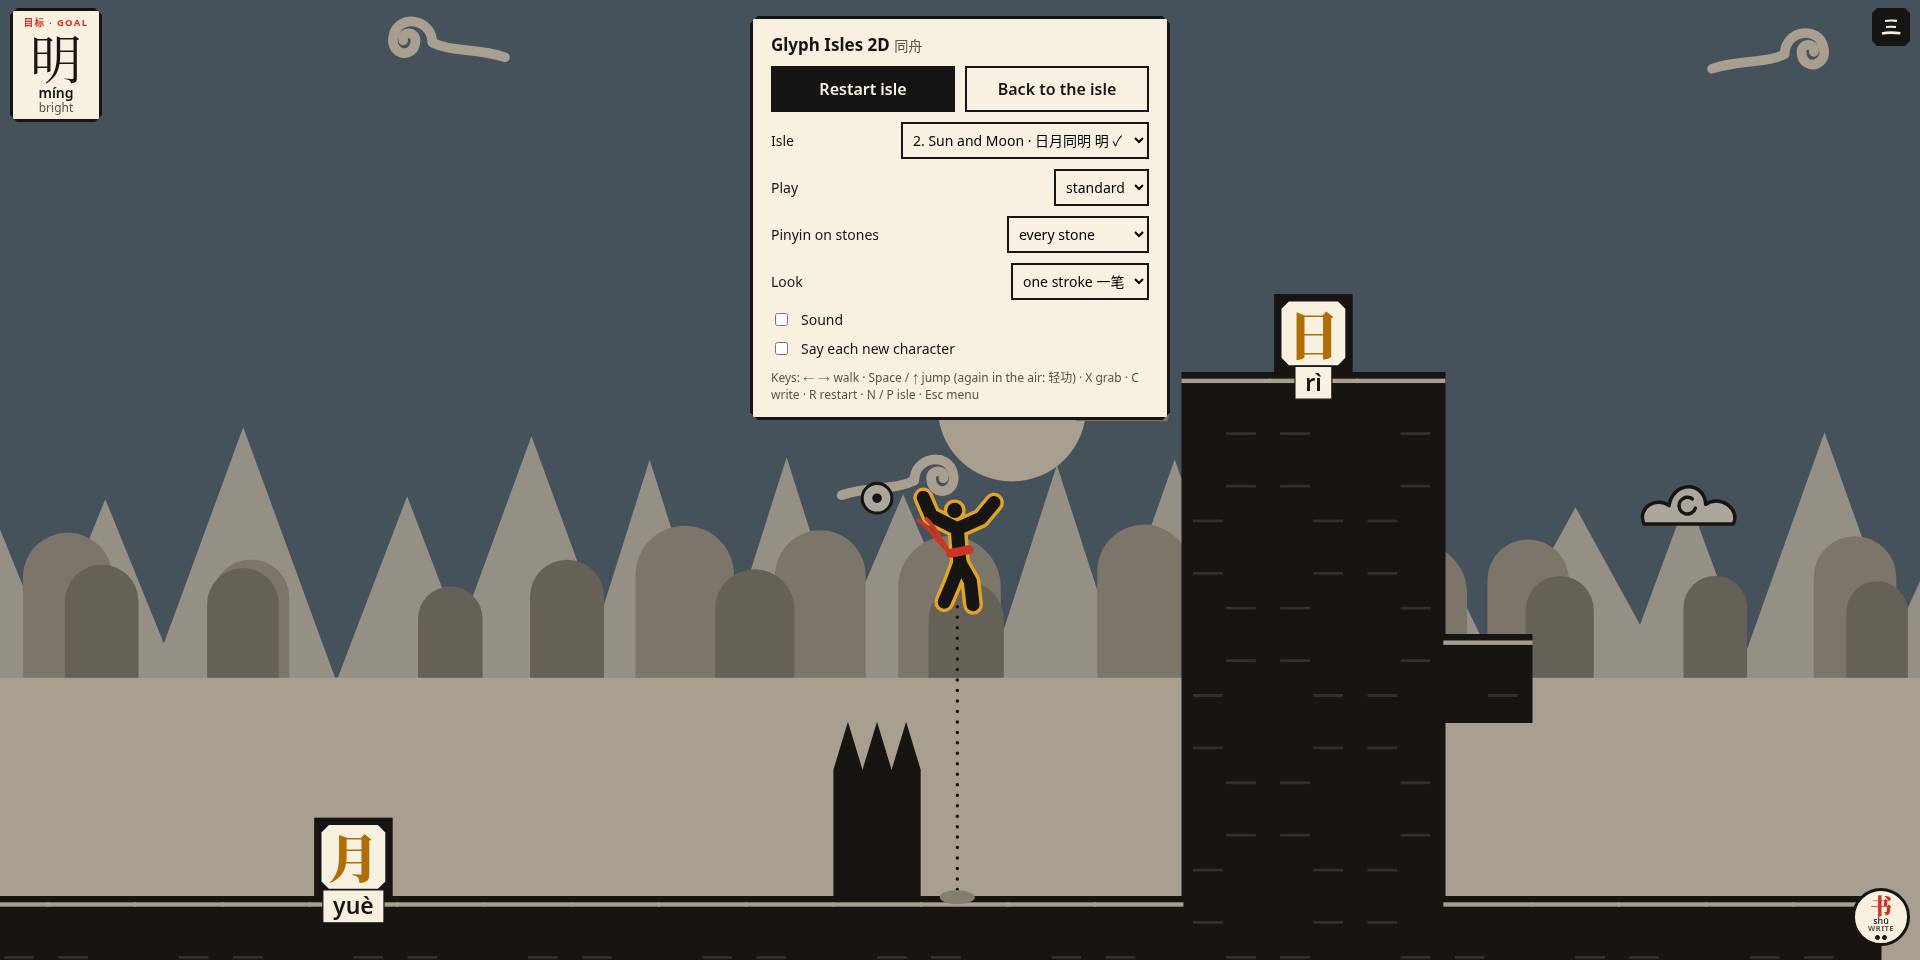 目标 · GOAL
明
míng
bright
三
Glyph Isles 2D 同舟
Restart isle
Back to the isle
Isle
2. Sun and Moon · 日月同明 明 ✓
Play
standard
Pinyin on stones
every stone
Look
one stroke 一笔
Sound
Say each new character
Keys: ← → walk · Space / ↑ jump (again in the air: 轻功) · X grab · C
write · R restart · N / P isle · Esc menu
日
rì
月
yuè
书
shū
WRITE